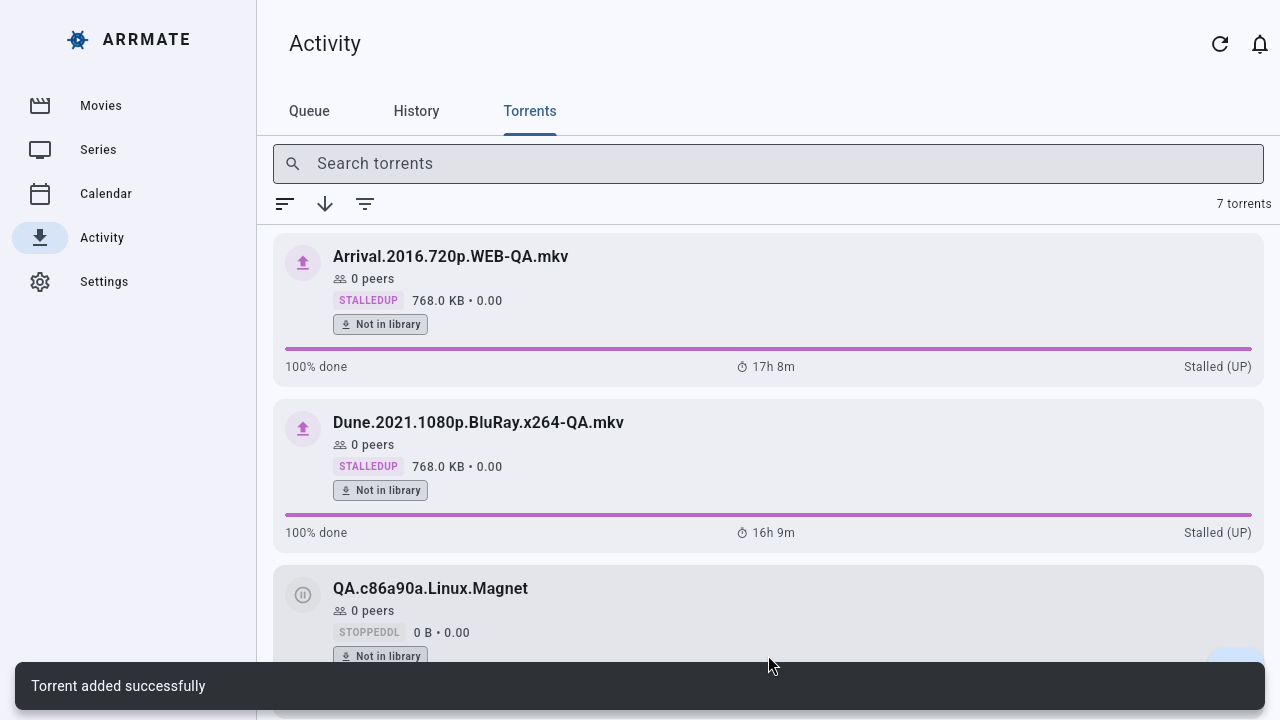 ARRMATE
Activity
Movies
Series
Calendar
Activity
Settings
Queue
History
Torrents
Search torrents
7 torrents
Arrival.2016.720p.WEB-QA.mkv
0 peers
STALLEDUP 768.0 KB • 0.00
Not in library
100% done 17h 8m Stalled (UP)
Dune.2021.1080p.BluRay.x264-QA.mkv
0 peers
STALLEDUP 768.0 KB • 0.00
Not in library
100% done 16h 9m Stalled (UP)
QA.c86a90a.Linux.Magnet
0 peers
STOPPEDDL 0 B • 0.00
Not in library
Torrent added successfully